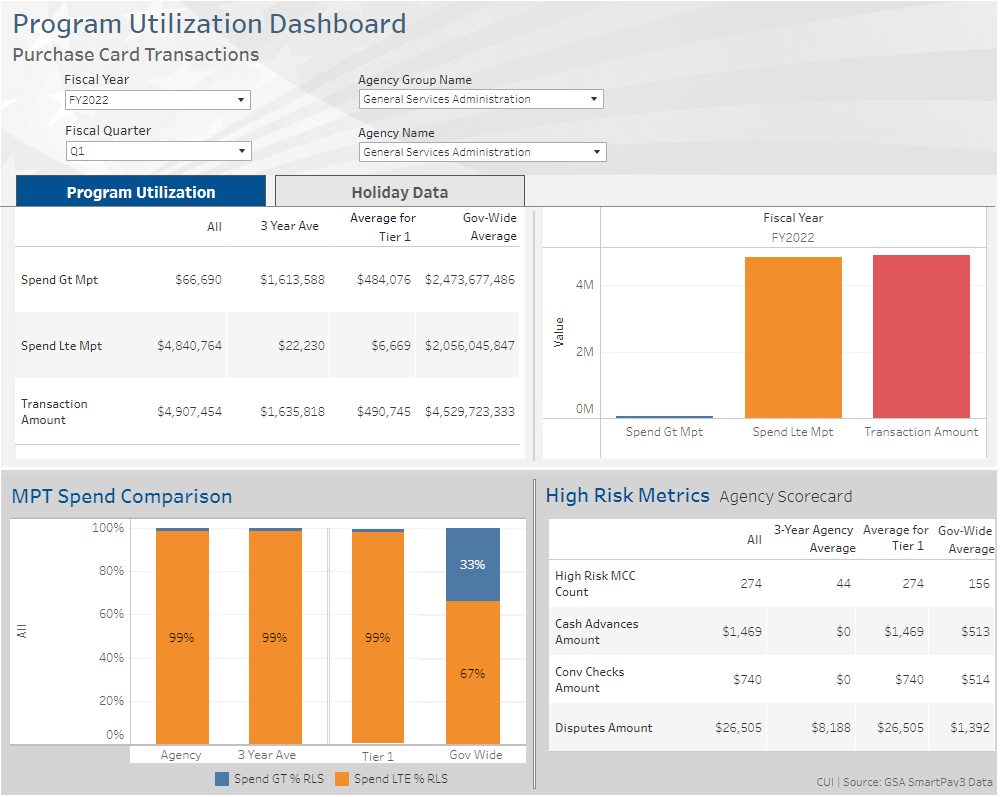 Program Utilization Dashboard
Purchase Card Transactions
Fiscal Year
FY2022
Agency Group Name
General Services Administration
Fiscal Quarter
Q1
Agency Name
General Services Administration
Program Utilization
Holiday Data
All 3 Year Ave Average for Tier 1 Gov-Wide Average
Spend Gt Mpt $66,690 $1,613,588 $484,076 $2,473,677,486
Spend Lte Mpt $4,840,764 $22,230 $6,669 $2,056,045,847
Transaction Amount $4,907,454 $1,635,818 $490,745 $4,529,723,333
Fiscal Year
FY2022
Value
4M
2M
0M
Spend Gt Mpt Spend Lte Mpt Transaction Amount
MPT Spend Comparison
All
100%
80%
60%
40%
20%
0%
99% 99% 99% 33%
67%
Agency 3 Year Ave Tier 1 Gov Wide
Spend GT % RLS Spend LTE % RLS
High Risk Metrics Agency Scorecard
All 3-Year Agency Average Average for Tier 1 Gov-Wide Average
High Risk MCC Count 274 44 274 156
Cash Advances Amount $1,469 $0 $1,469 $513
Conv Checks Amount $740 $0 $740 $514
Disputes Amount $26,505 $8,188 $26,505 $1,392
CUI | Source: GSA SmartPay3 Data